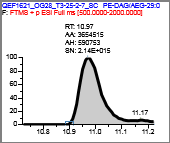 QEF1521_OG28_T3-25-2-7_SC PE-DAG/AEG-29:0
F: FTMS + p ESI Full ms [500.0000-2000.0000]
RT: 10.97
AA: 3654515
AH: 590753
SN: 2.14E+015
100
80
60
40
20
0
11.17
10.8
10.9
11.0
11.1
11.2